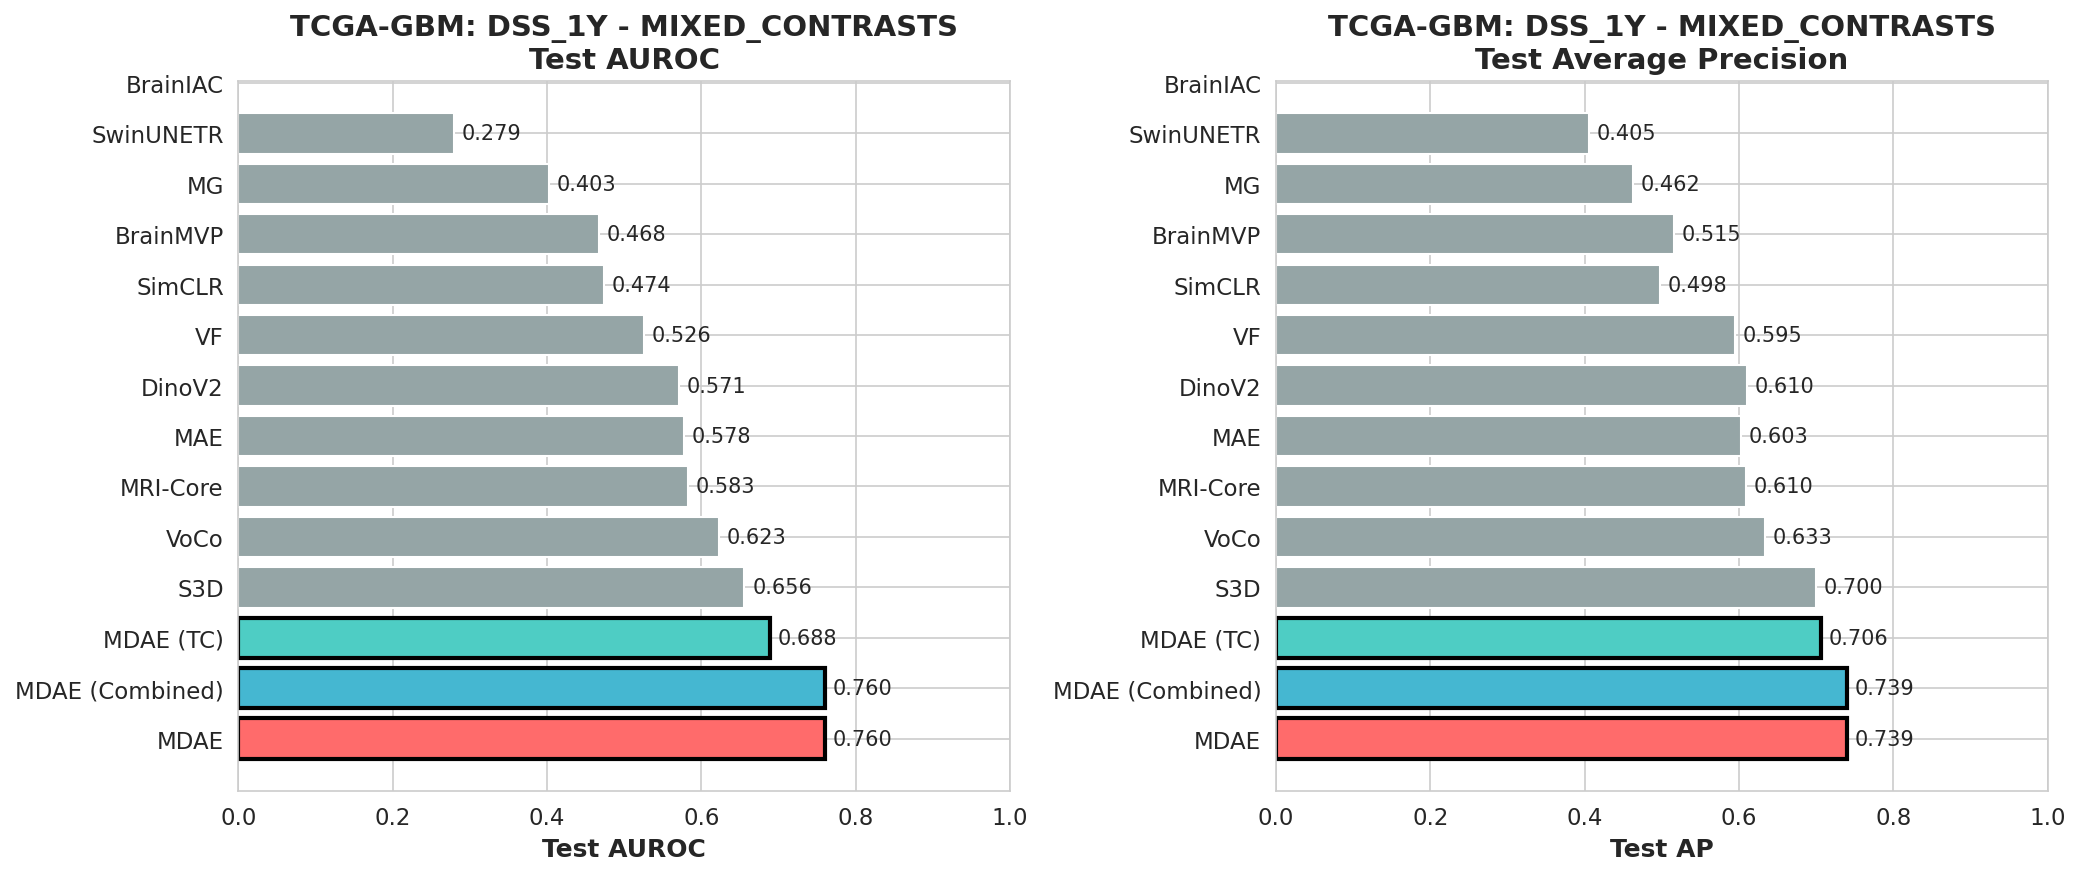 TCGA-GBM: DSS_1Y - MIXED_CONTRASTS
Test AUROC
BrainIAC
SwinUNETR 0.279
MG 0.403
BrainMVP 0.468
SimCLR 0.474
VF 0.526
DinoV2 0.571
MAE 0.578
MRI-Core 0.583
VoCo 0.623
S3D 0.656
MDAE (TC) 0.688
MDAE (Combined) 0.760
MDAE 0.760
0.0 0.2 0.4 0.6 0.8 1.0
Test AUROC
TCGA-GBM: DSS_1Y - MIXED_CONTRASTS
Test Average Precision
BrainIAC
SwinUNETR 0.405
MG 0.462
BrainMVP 0.515
SimCLR 0.498
VF 0.595
DinoV2 0.610
MAE 0.603
MRI-Core 0.610
VoCo 0.633
S3D 0.700
MDAE (TC) 0.706
MDAE (Combined) 0.739
MDAE 0.739
0.0 0.2 0.4 0.6 0.8 1.0
Test AP